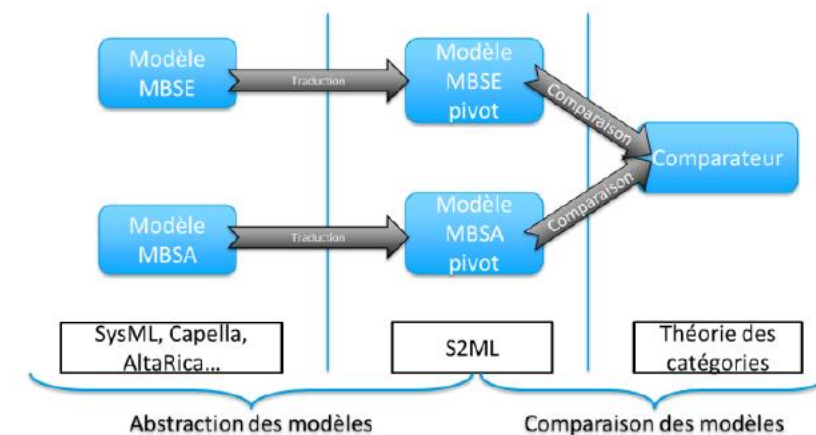 Modèle
MBSE
Traduction
Modèle
MBSE
pivot
Comparaison
Comparateur
Modèle
MBSA
Traduction
Modèle
MBSA
pivot
Comparaison
SysML, Capella,
AltaRica...
S2ML
Théorie des
catégories
Abstraction des modèles
Comparaison des modèles